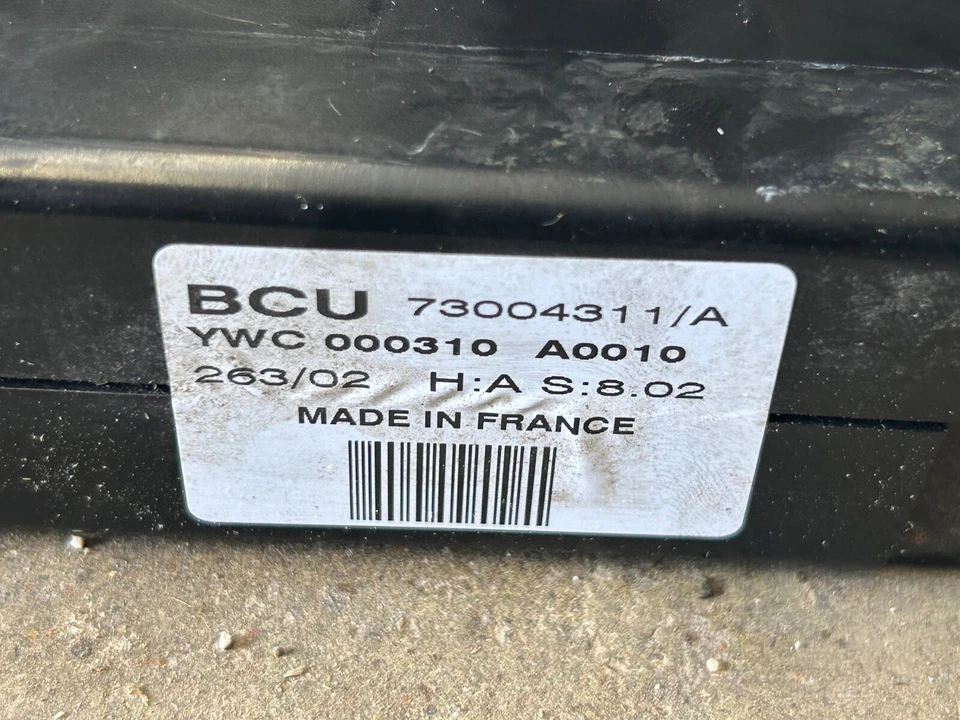 BCU 73004311/A
YWC 000310 A0010
263/02 H:A S:8.02
MADE IN FRANCE